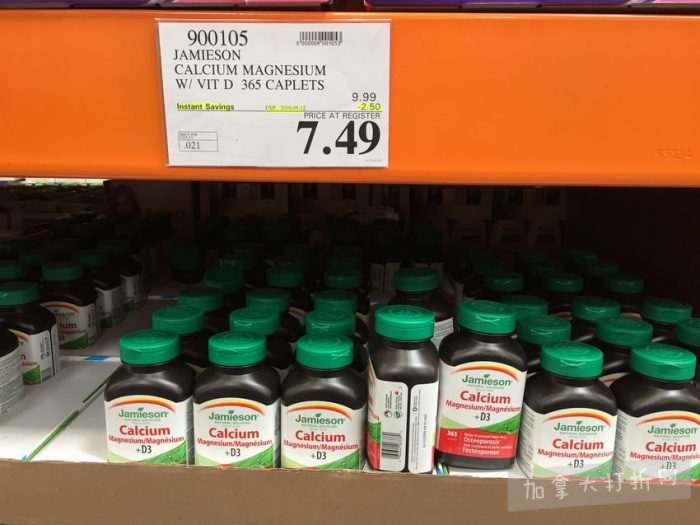 900105
JAMIESON
CALCIUM MAGNESIUM
W/ VIT D 365 CAPLETS
9.99
Instant Savings
-2.50
PRICE AT REGISTER
7.49
.021
Jamieson
Calcium
Magnesium/Magnésium
+D3
Jamieson
Calcium
Magnesium/Magnésium
+D3
Jamieson
Calcium
Magnesium/Magnésium
+D3
Jamieson
Calcium
Magnesium/Magnésium
+D3
365
Jamieson
Calcium
Magnesium/Magnésium
+D3
Jamieson
Calcium
Magnesium/Magnésium
+D3
加拿大打折网